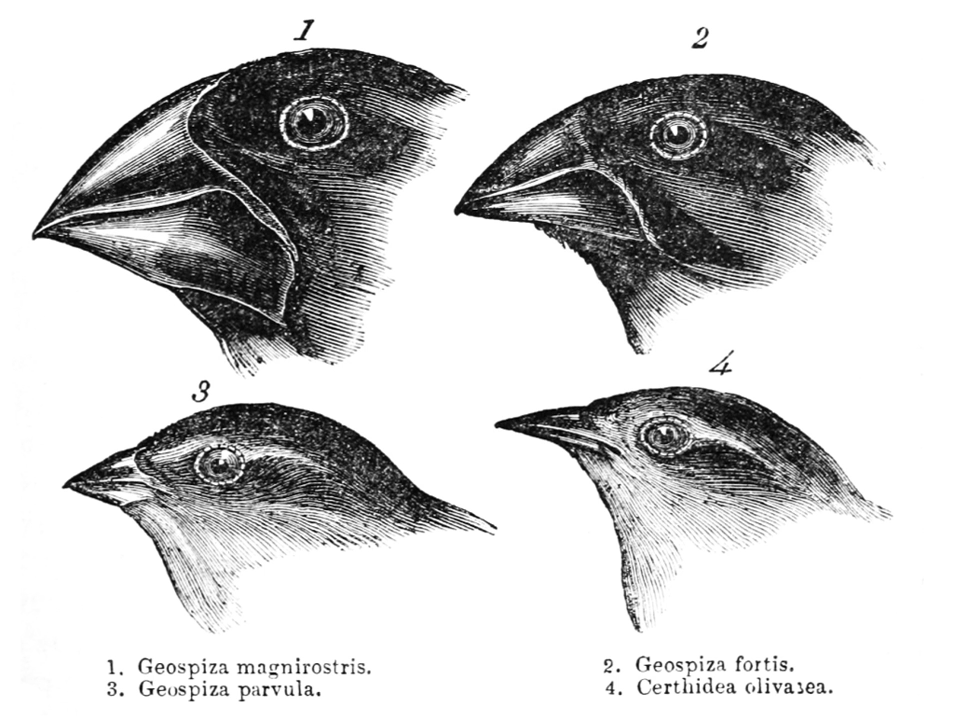 1
2
3
4
1. Geospiza magnirostris. 2. Geospiza fortis.
3. Geospiza parvula. 4. Certhidea olivasea.